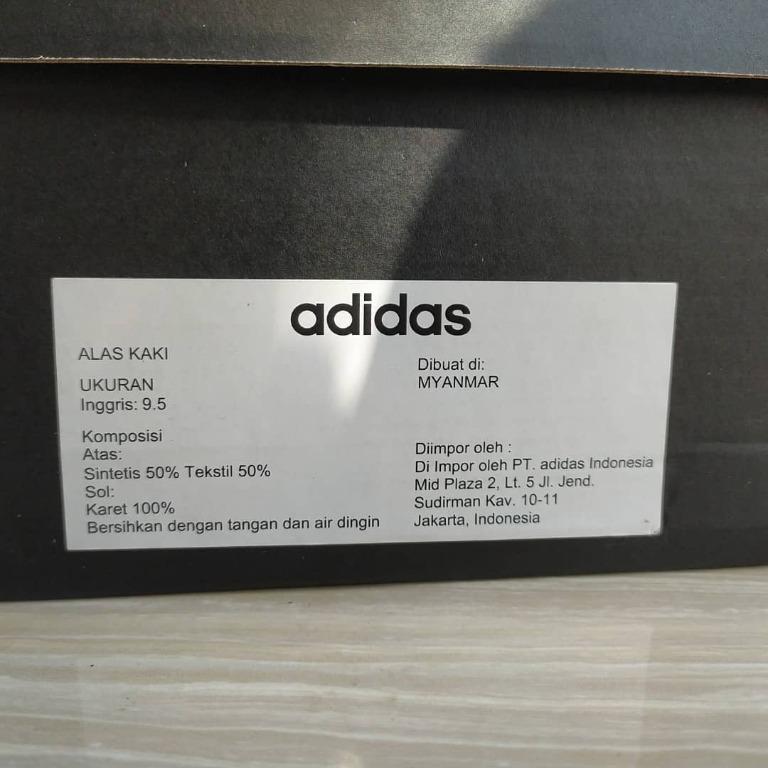 adidas
ALAS KAKI
UKURAN
Inggris: 9.5
Komposisi
Atas:
Sintetis 50% Tekstil 50%
Sol:
Karet 100%
Bersihkan dengan tangan dan air dingin
Dibuat di:
MYANMAR
Diimpor oleh :
Di Impor oleh PT. adidas Indonesia
Mid Plaza 2, Lt. 5 Jl. Jend.
Sudirman Kav. 10-11
Jakarta, Indonesia